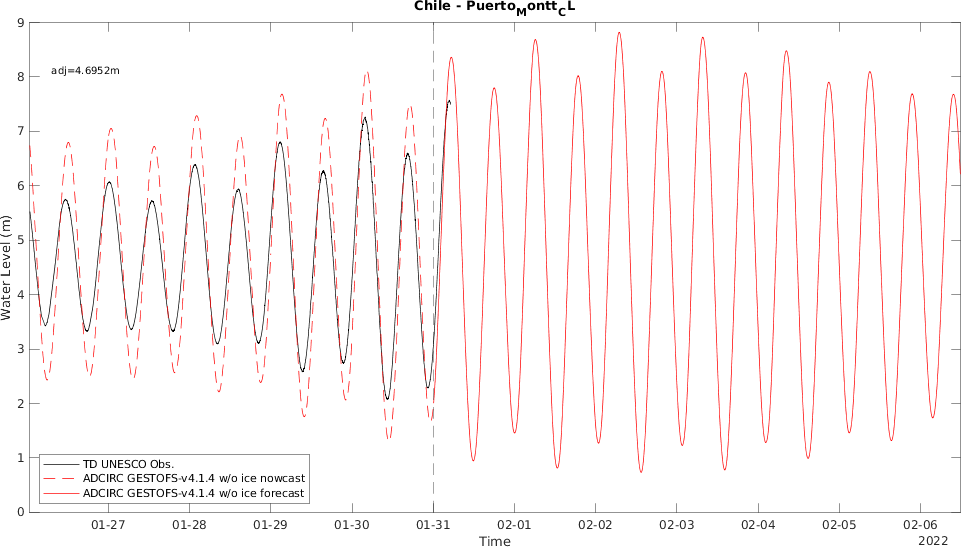 Chile - PuertoMonttCL
adj=4.6952m
9
8
7
6
5
4
3
2
1
0
Water Level (m)
TD UNESCO Obs.
ADCIRC GESTOFS-v4.1.4 w/o ice nowcast
ADCIRC GESTOFS-v4.1.4 w/o ice forecast
01-27 01-28 01-29 01-30 01-31 02-01 02-02 02-03 02-04 02-05 02-06
Time
2022